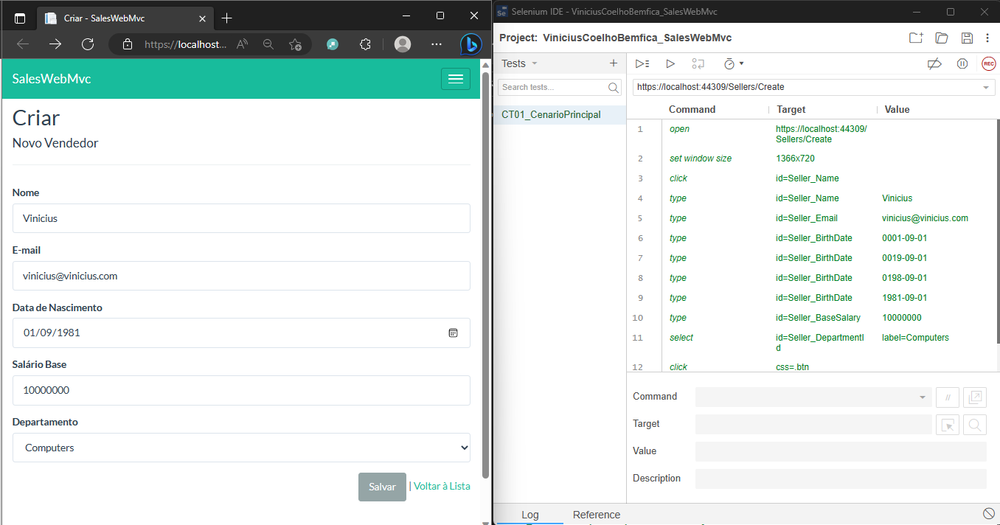 Criar - SalesWebMvc
https://localhost...
SalesWebMvc
Criar
Novo Vendedor
Nome
Vinicius
E-mail
vinicius@vinicius.com
Data de Nascimento
01/09/1981
Salário Base
10000000
Departamento
Computers
Salvar | Voltar à Lista
Selenium IDE - ViniciusCoelhoBemfica_SalesWebMvc
Project: ViniciusCoelhoBemfica_SalesWebMvc
Tests
Search tests...
CT01_CenarioPrincipal
REC
https://localhost:44309/Sellers/Create
Command Target Value
1 open https://localhost:44309/
Sellers/Create
2 set window size 1366x720
3 click id=Seller_Name
4 type id=Seller_Name Vinicius
5 type id=Seller_Email vinicius@vinicius.com
6 type id=Seller_BirthDate 0001-09-01
7 type id=Seller_BirthDate 0019-09-01
8 type id=Seller_BirthDate 0198-09-01
9 type id=Seller_BirthDate 1981-09-01
10 type id=Seller_BaseSalary 10000000
11 select id=Seller_DepartmentI
d label=Computers
12 click css=.btn
Command
//
Target
Value
Description
Log Reference